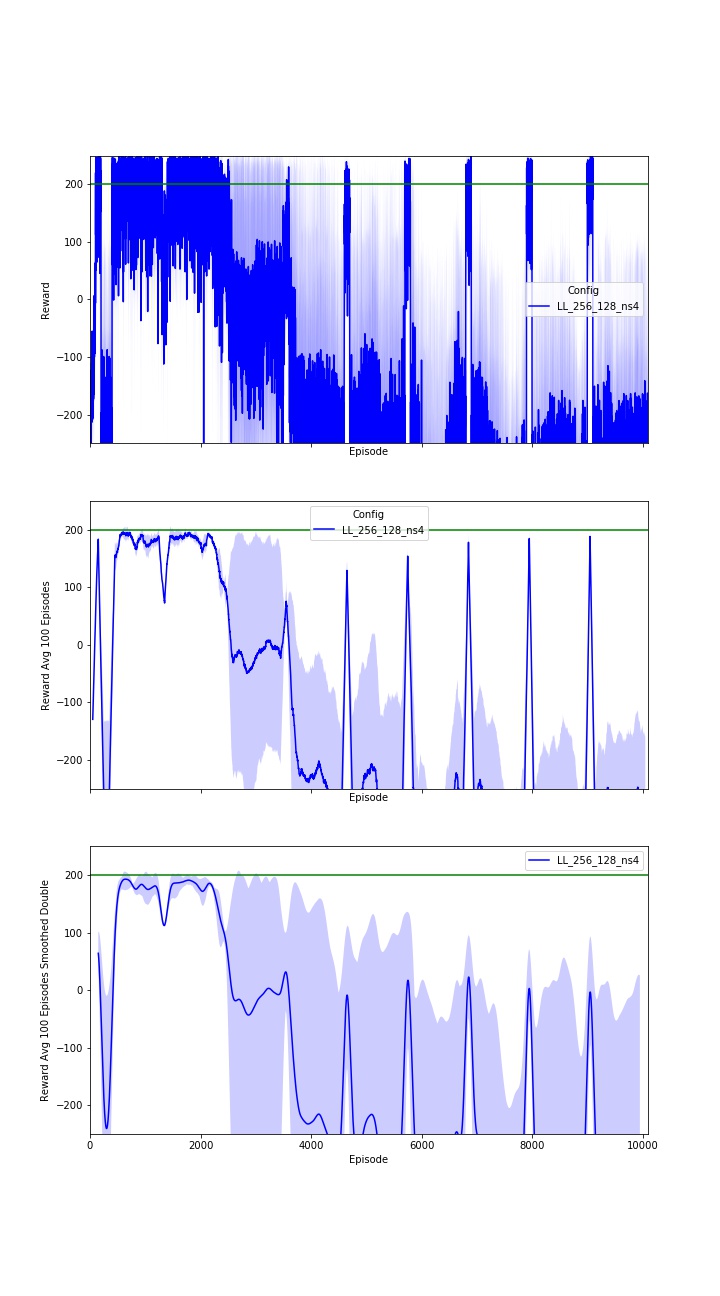 200
100
0
−100
−200
Reward
Config
LL_256_128_ns4
Episode
Config
LL_256_128_ns4
200
100
0
−100
−200
Reward Avg 100 Episodes
Episode
LL_256_128_ns4
200
100
0
−100
−200
Reward Avg 100 Episodes Smoothed Double
0 2000 4000 6000 8000 10000
Episode